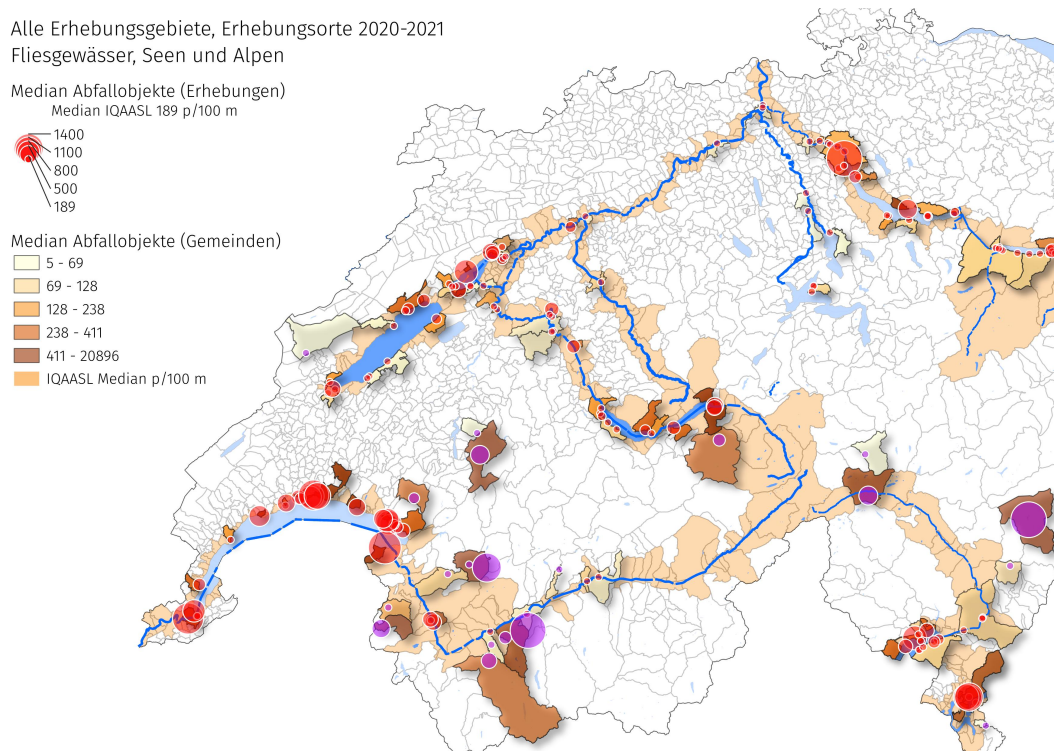 Alle Erhebungsgebiete, Erhebungsorte 2020-2021
Fliesgewässer, Seen und Alpen
Median Abfallobjekte (Erhebungen)
Median IQAASL 189 p/100 m
1400
1100
800
500
189
Median Abfallobjekte (Gemeinden)
5 - 69
69 - 128
128 - 238
238 - 411
411 - 20896
IQAASL Median p/100 m